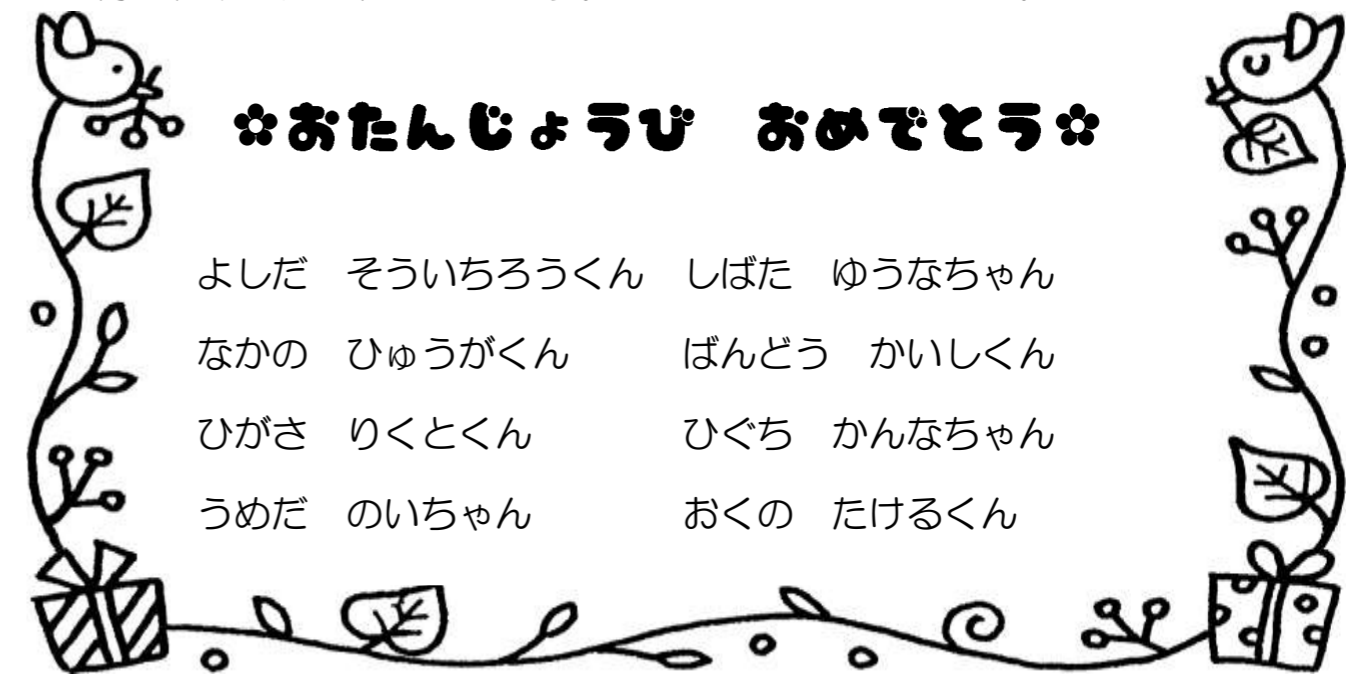 ✿おたんじょうび　おめでとう✿
よしだ　そういちろうくん　しばた　ゆうなちゃん
なかの　ひゅうがくん　ばんどう　かいしくん
ひがさ　りくとくん　ひぐち　かんなちゃん
うめだ　のいちゃん　おくの　たけるくん